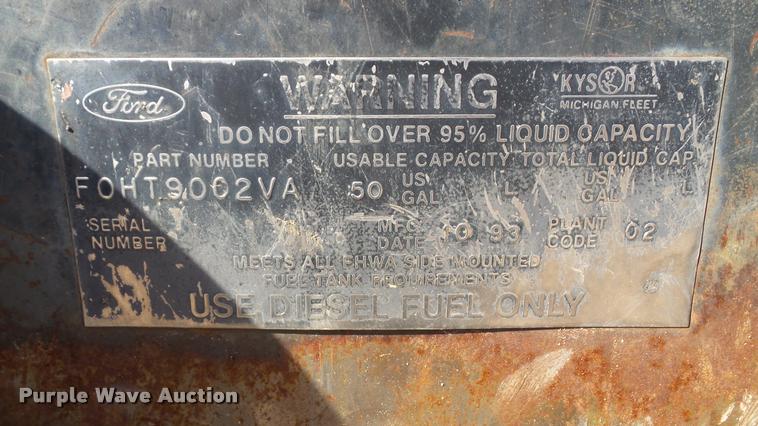 Ford
WARNING
KYSOR
MICHIGAN FLEET
DO NOT FILL OVER 95% LIQUID CAPACITY
PART NUMBER USABLE CAPACITY TOTAL LIQUID CAP
F0HT9002VA 50 US GAL L US GAL L
SERIAL NUMBER MFG. DATE 10 93 PLANT CODE 02
MEETS ALL FHWA SIDE MOUNTED
FUEL TANK REQUIREMENTS
USE DIESEL FUEL ONLY
Purple Wave Auction